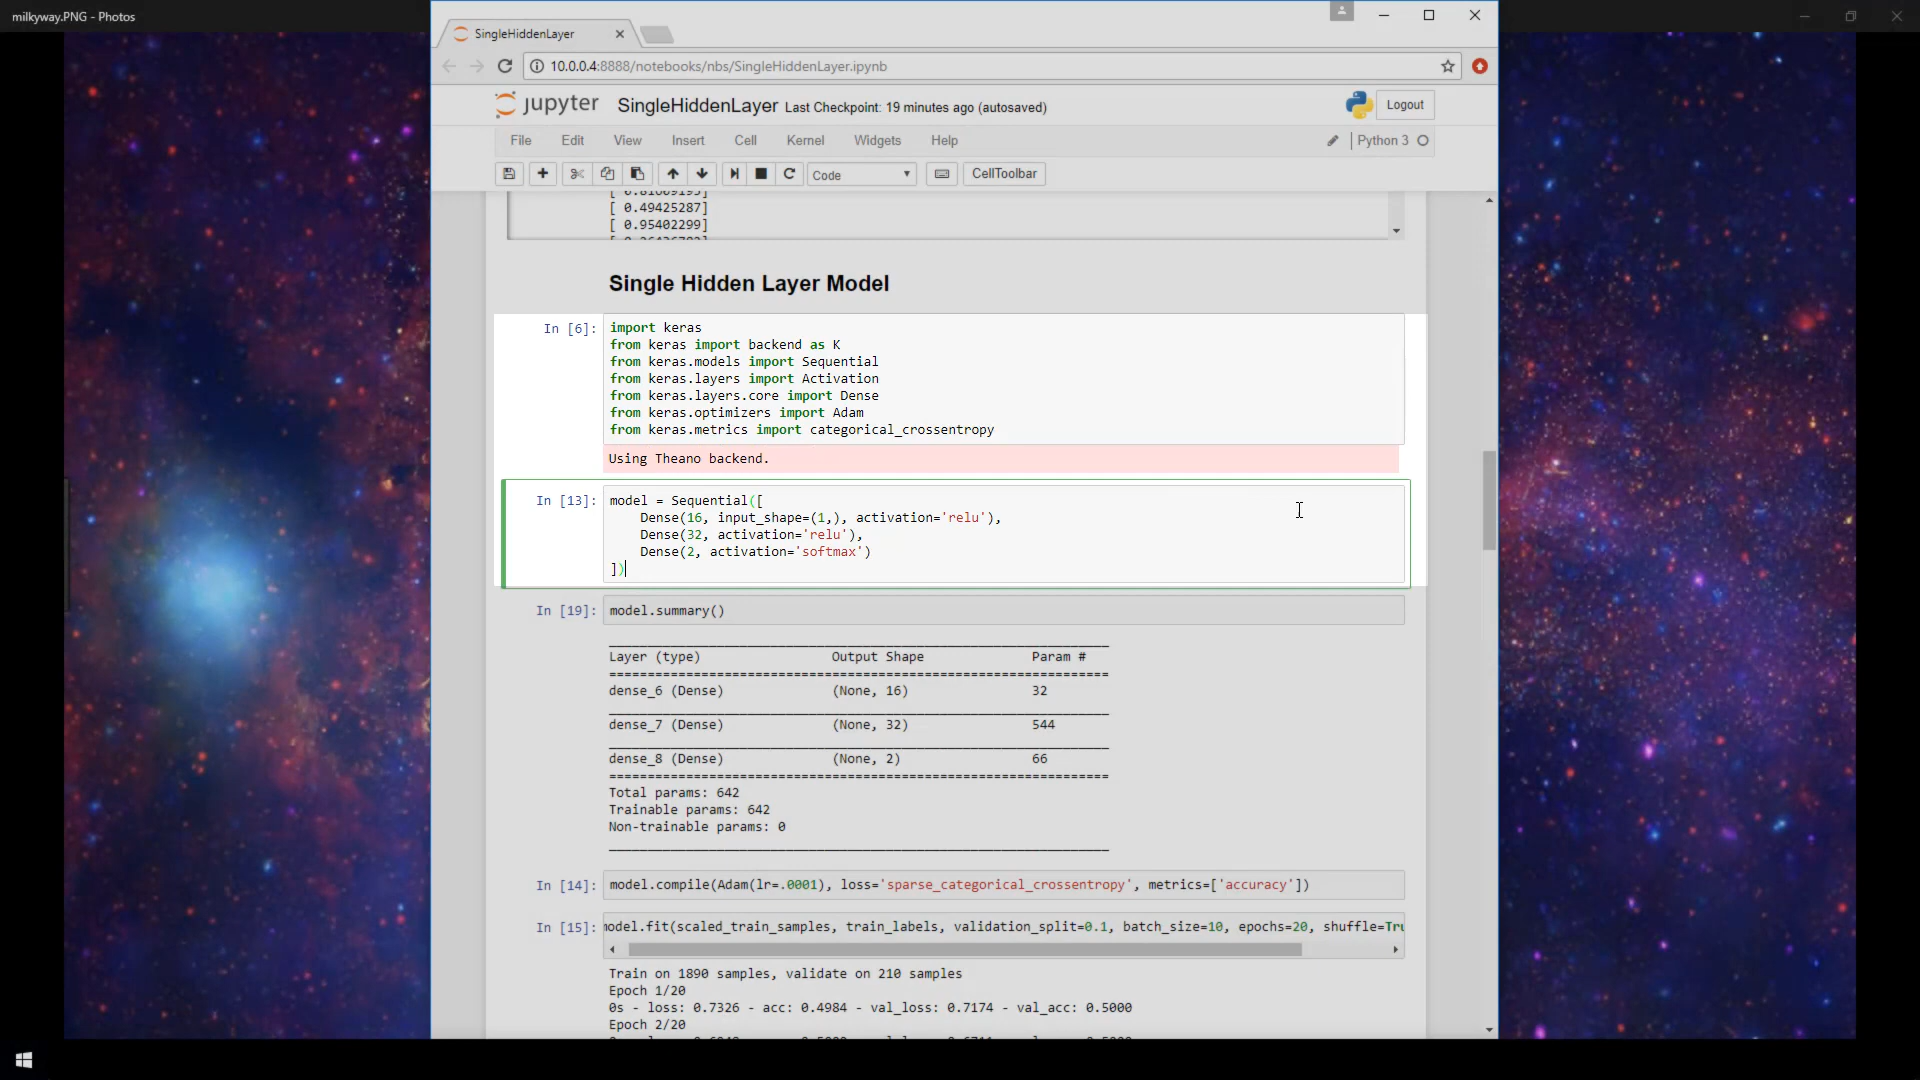 milkyway.PNG - Photos
SingleHiddenLayer
10.0.0.4:8888/notebooks/nbs/SingleHiddenLayer.ipynb
jupyter SingleHiddenLayer Last Checkpoint: 19 minutes ago (autosaved)
Logout
File Edit View Insert Cell Kernel Widgets Help
Python 3
Code
CellToolbar
[ 0.49425287]
[ 0.95402299]
Single Hidden Layer Model
In [6]:
import keras
from keras import backend as K
from keras.models import Sequential
from keras.layers import Activation
from keras.layers.core import Dense
from keras.optimizers import Adam
from keras.metrics import categorical_crossentropy
Using Theano backend.
In [13]:
model = Sequential([
Dense(16, input_shape=(1,), activation='relu'),
Dense(32, activation='relu'),
Dense(2, activation='softmax')
])
In [19]: model.summary()
Layer (type) Output Shape Param #
dense_6 (Dense) (None, 16) 32
dense_7 (Dense) (None, 32) 544
dense_8 (Dense) (None, 2) 66
Total params: 642
Trainable params: 642
Non-trainable params: 0
In [14]: model.compile(Adam(lr=.0001), loss='sparse_categorical_crossentropy', metrics=['accuracy'])
In [15]: model.fit(scaled_train_samples, train_labels, validation_split=0.1, batch_size=10, epochs=20, shuffle=Tru
Train on 1890 samples, validate on 210 samples
Epoch 1/20
0s - loss: 0.7326 - acc: 0.4984 - val_loss: 0.7174 - val_acc: 0.5000
Epoch 2/20